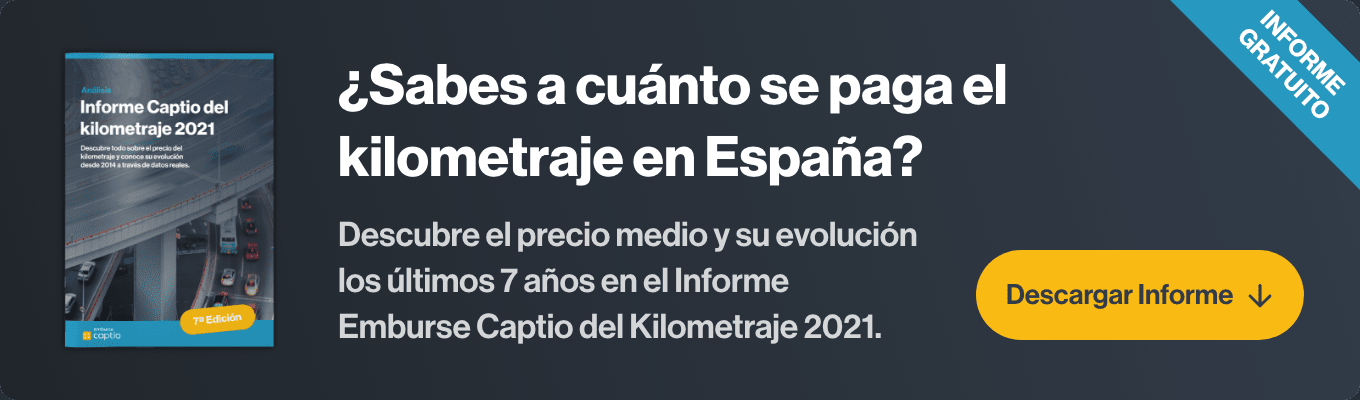 INFORME
GRATUITO
Análisis
Informe Captio del
kilometraje 2021
Descubre todo sobre el precio del
kilometraje y conoce su evolución
desde 2014 a través de datos reales.
7ª Edición
emburse
captio
¿Sabes a cuánto se paga el
kilometraje en España?
Descubre el precio medio y su evolución
los últimos 7 años en el Informe
Emburse Captio del Kilometraje 2021.
Descargar Informe